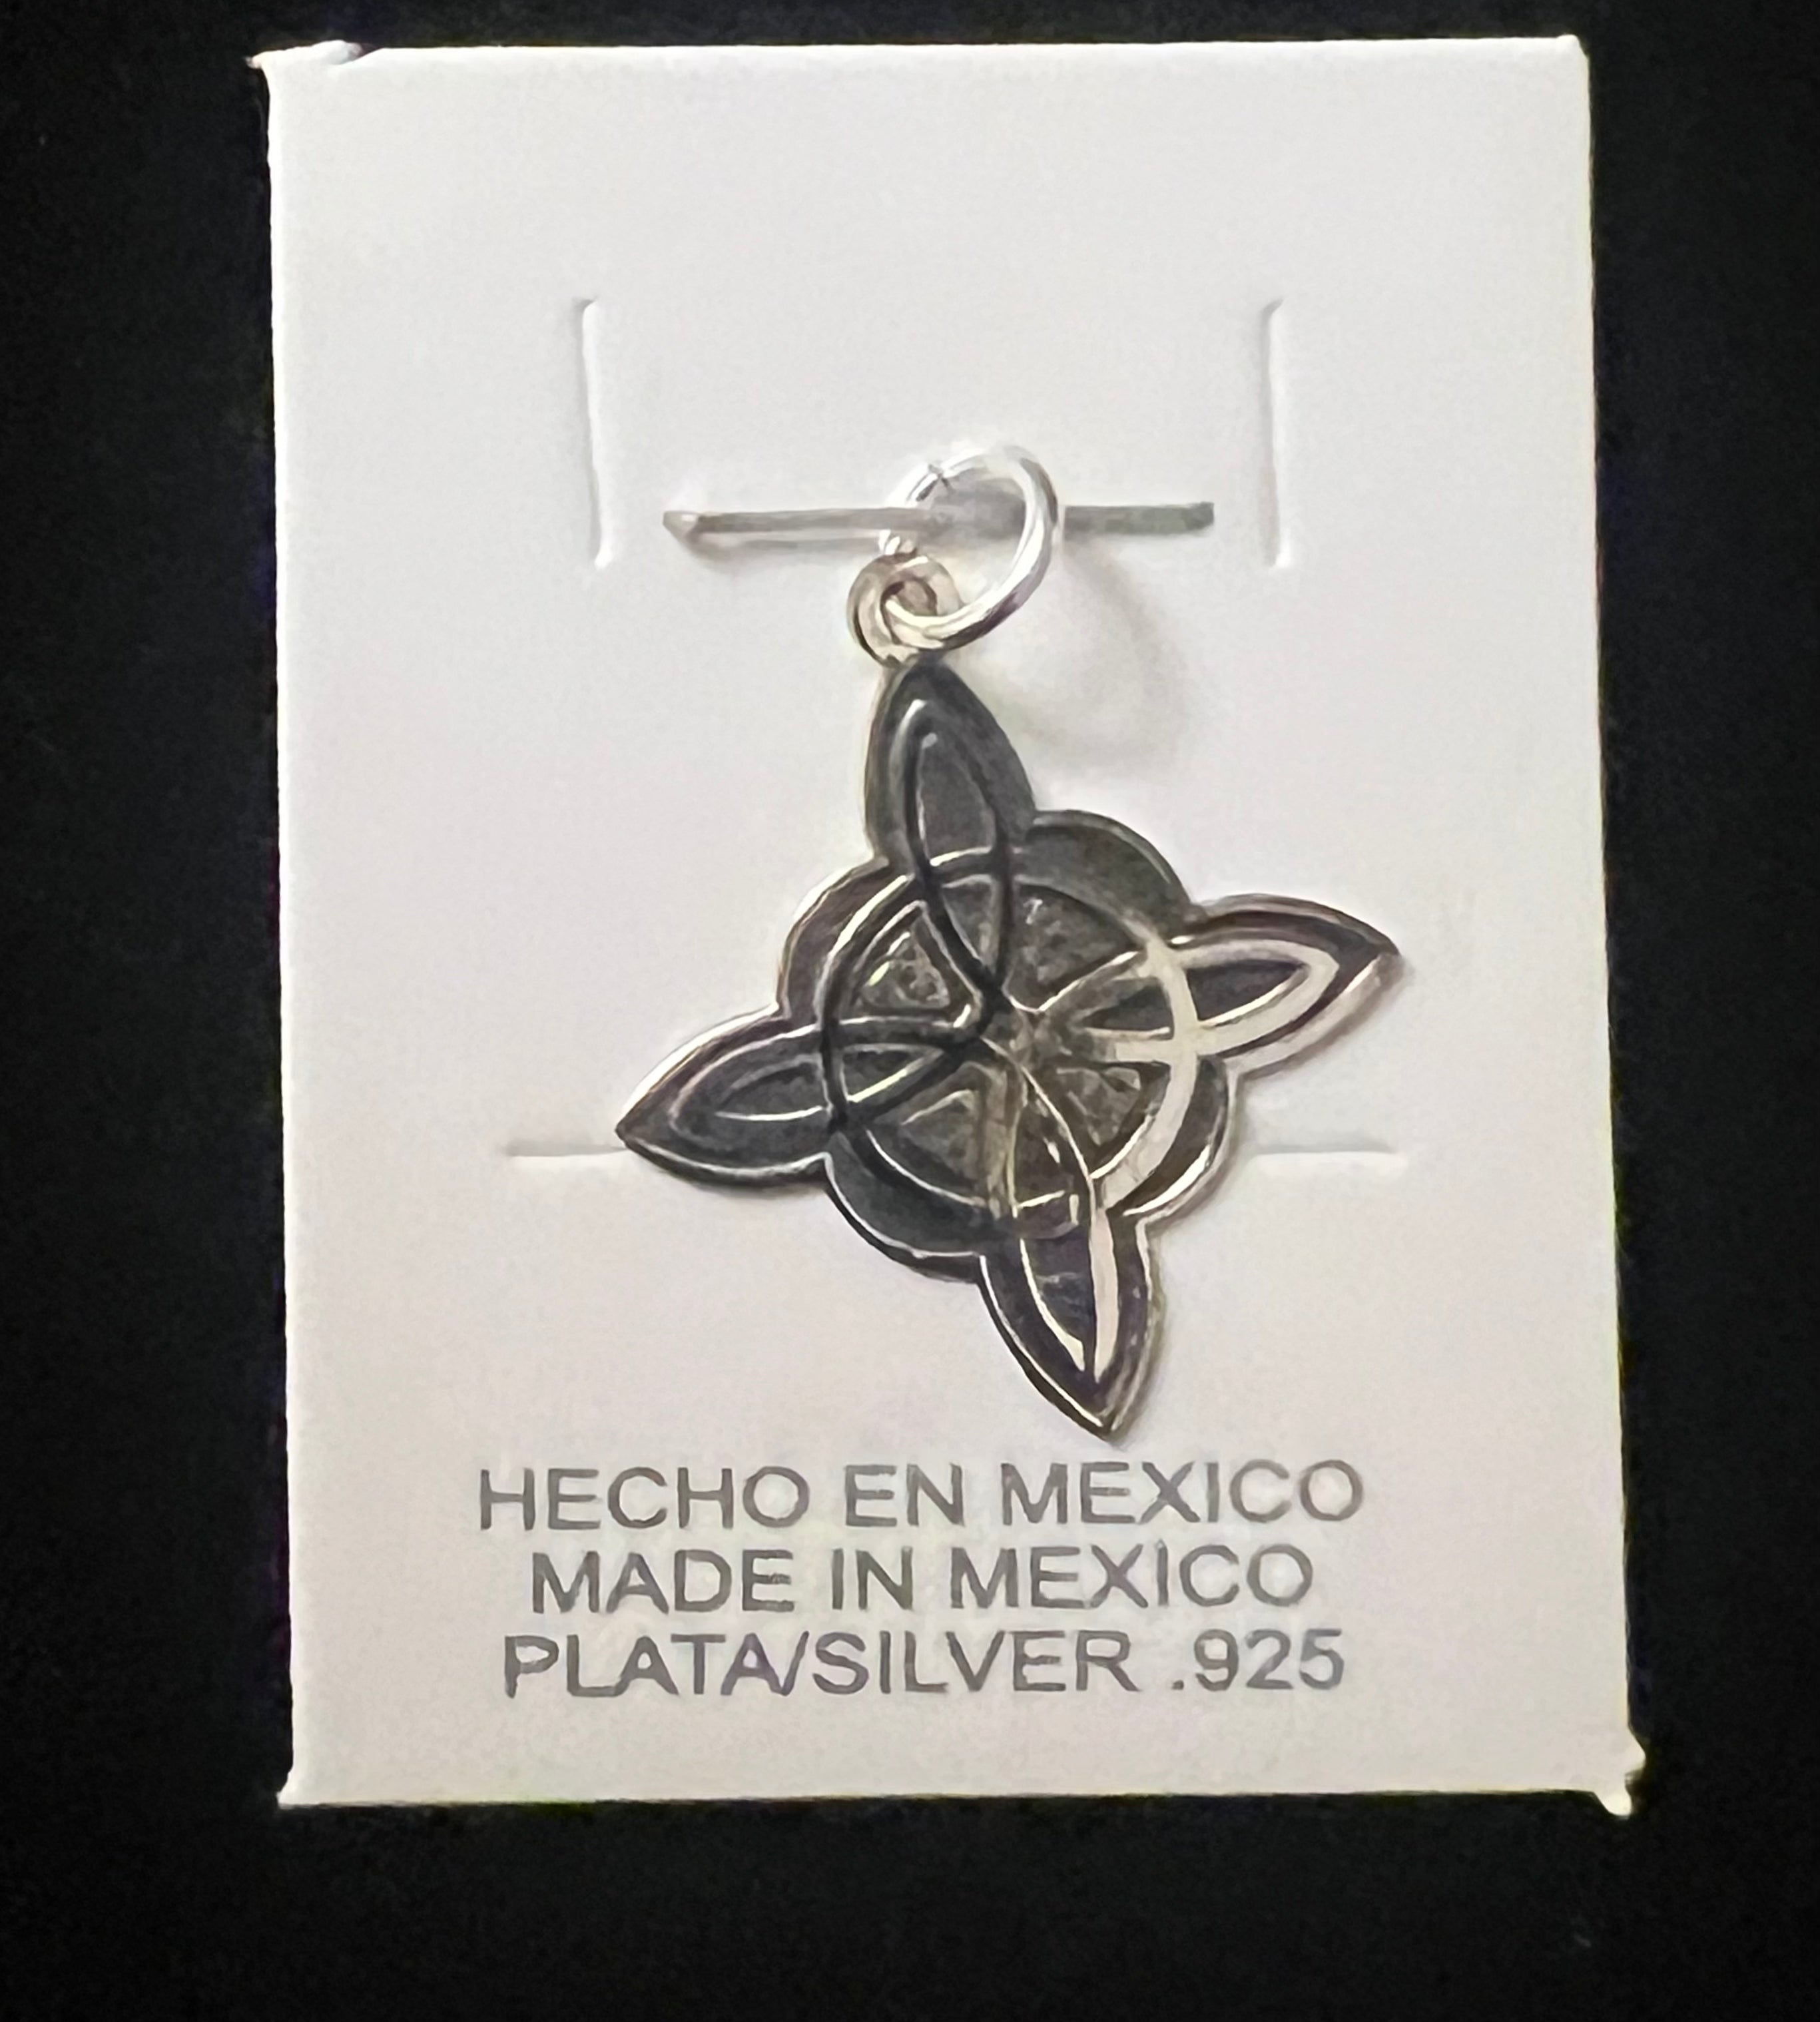 HECHO EN MEXICO
MADE IN MEXICO
PLATA/SILVER .925